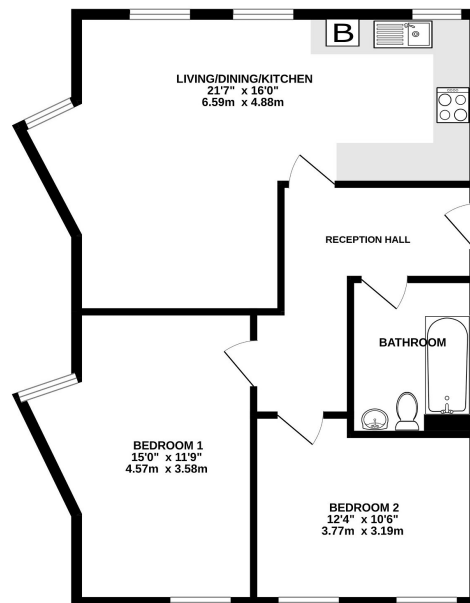 B
LIVING/DINING/KITCHEN
21'7" x 16'0"
6.59m x 4.88m
RECEPTION HALL
BATHROOM
BEDROOM 1
15'0" x 11'9"
4.57m x 3.58m
BEDROOM 2
12'4" x 10'6"
3.77m x 3.19m